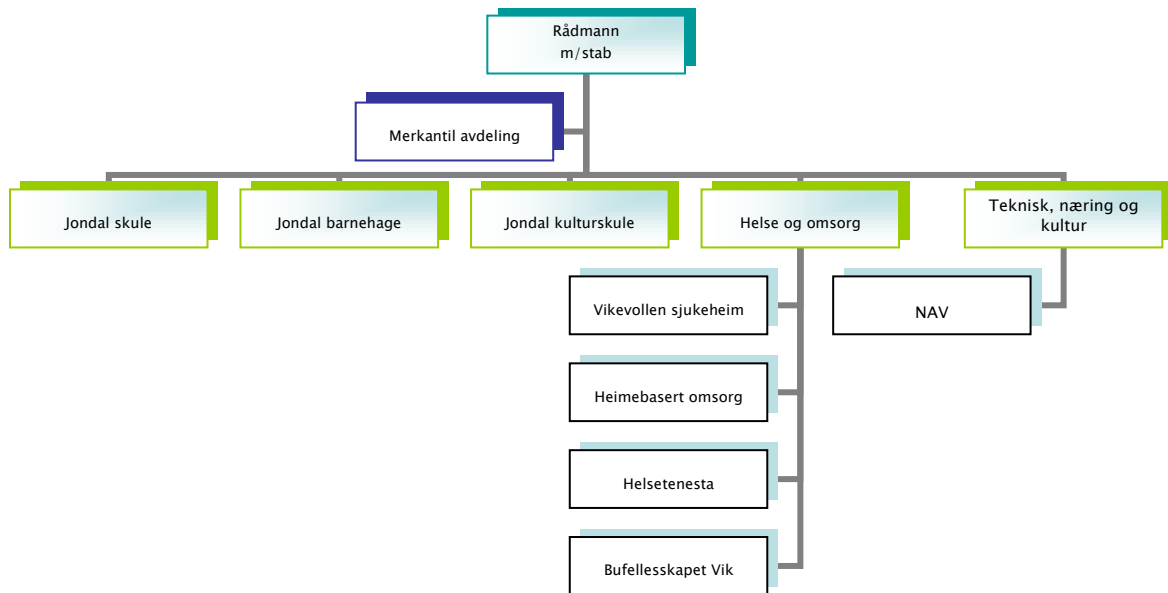 Rådmann
m/stab
Merkantil avdeling
Jondal skule
Jondal barnehage
Jondal kulturskule
Helse og omsorg
Teknisk, næring og
kultur
Vikevollen sjukeheim
NAV
Heimebasert omsorg
Helsetenesta
Bufellesskapet Vik